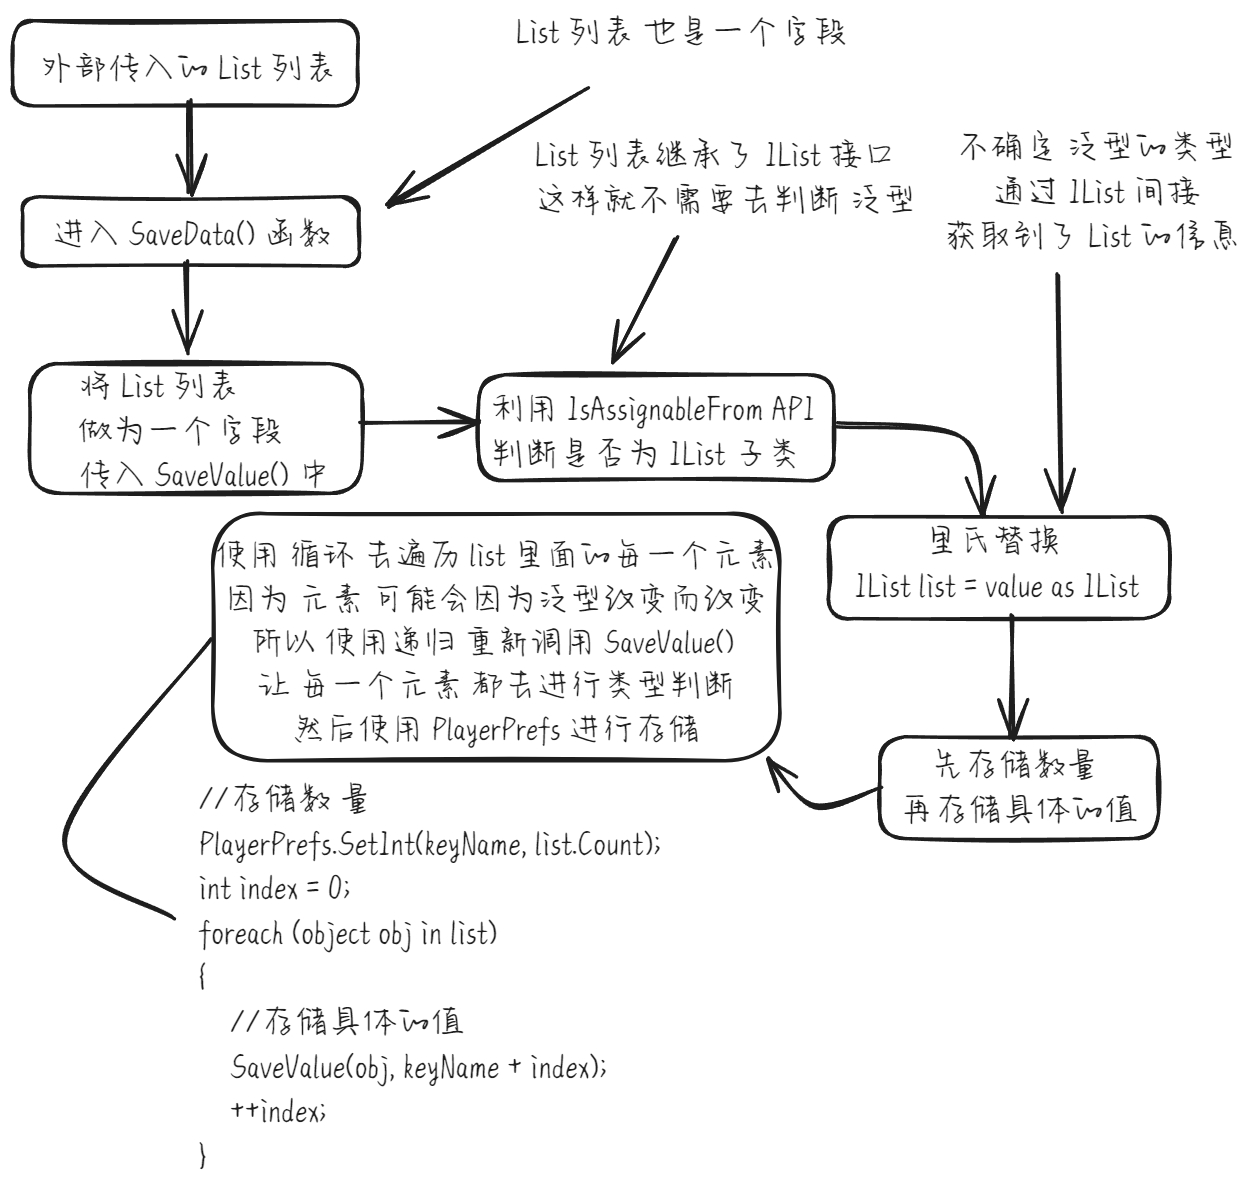 外部传入的 List 列表
List 列表 也是一个字段
进入 SaveData() 函数
List 列表继承了 IList 接口
这样就不需要去判断 泛型
不确定 泛型的类型
通过 IList 间接
获取到了 List 的信息
将 List 列表
做为一个字段
传入 SaveValue() 中
利用 IsAssignableFrom API
判断是否为 IList 子类
里氏替换
IList list = value as IList
使用 循环 去遍历 list 里面的每一个元素
因为 元素 可能会因为泛型改变而改变
所以 使用递归 重新调用 SaveValue()
让 每一个元素 都去进行类型判断
然后使用 PlayerPrefs 进行存储
先存储数量
再存储具体的值
//存储数量
PlayerPrefs.SetInt(keyName, list.Count);
int index = 0;
foreach (object obj in list)
{
//存储具体的值
SaveValue(obj, keyName + index);
++index;
}